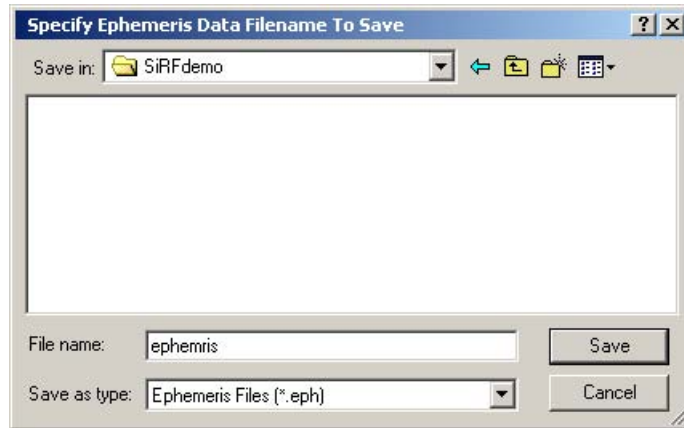 Specify Ephemeris Data Filename To Save
Save in: SiRFdemo
File name: ephemris
Save
Save as type: Ephemeris Files (*.eph)
Cancel